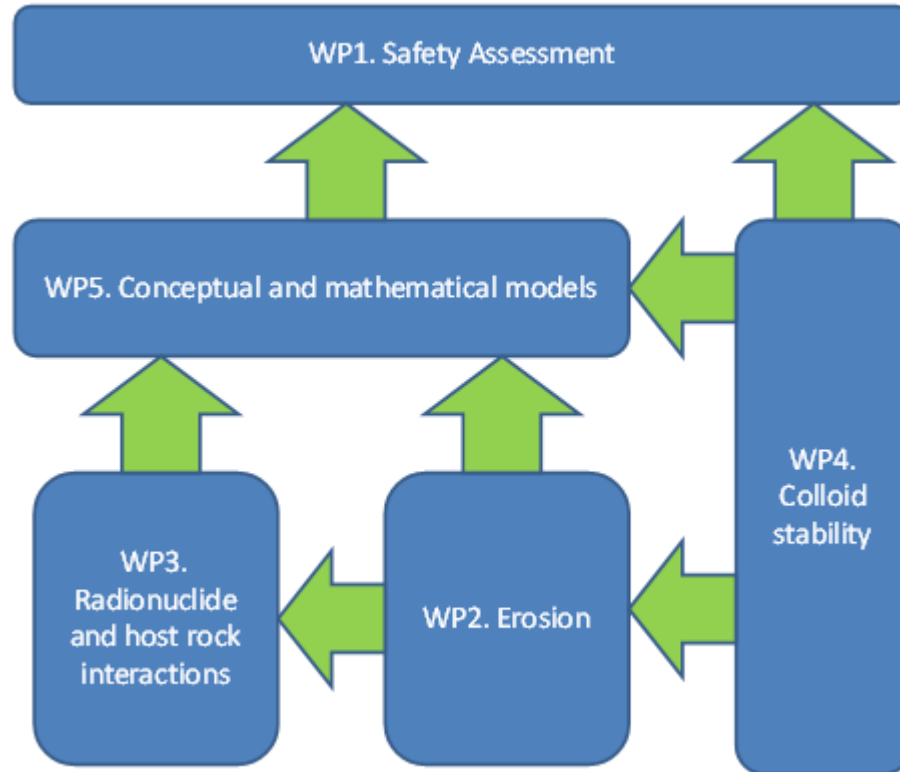 WP1. Safety Assessment
WP5. Conceptual and mathematical models
WP4.
Colloid
stability
WP3.
Radionuclide
and host rock
interactions
WP2. Erosion